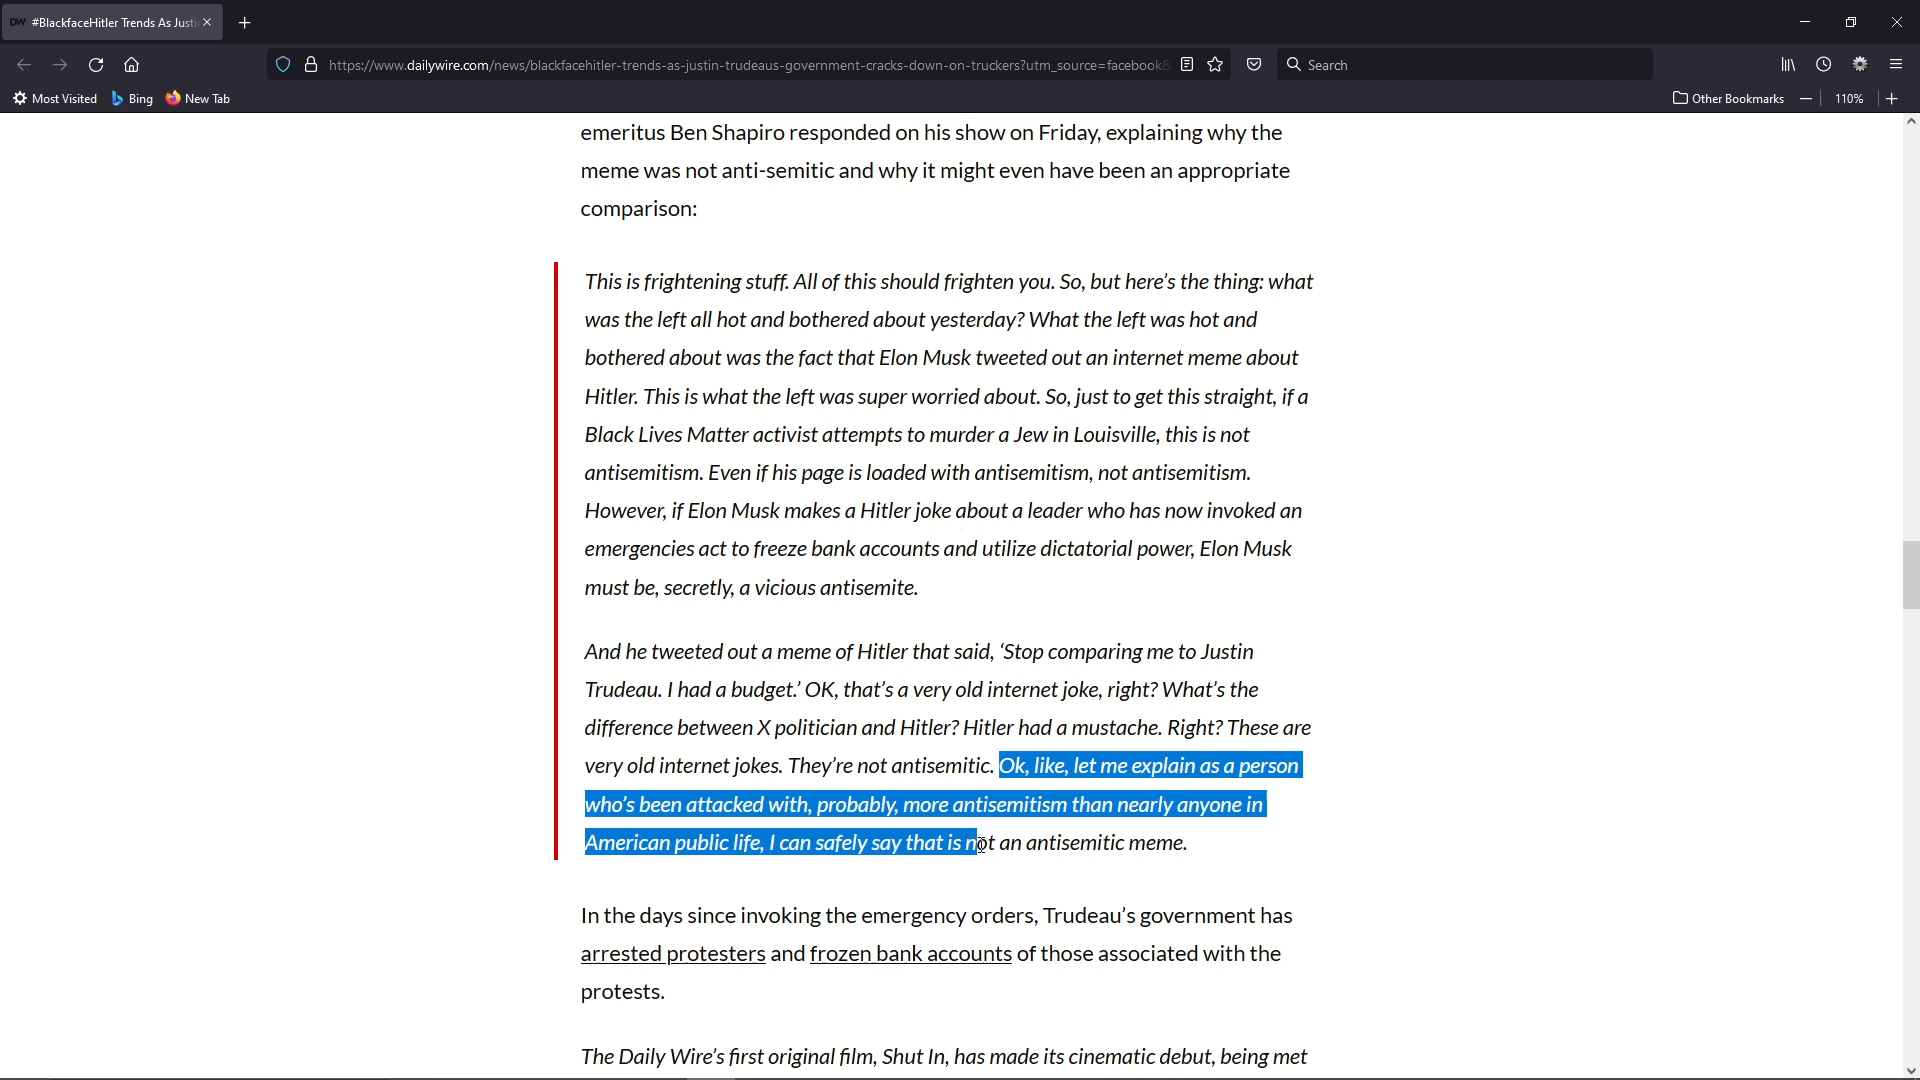 DW #BlackfaceHitler Trends As Justi
https://www.dailywire.com/news/blackfacehitler-trends-as-justin-trudeaus-government-cracks-down-on-truckers?utm_source=facebook&
Search
Most Visited
Bing
New Tab
Other Bookmarks
110%
emeritus Ben Shapiro responded on his show on Friday, explaining why the
meme was not anti-semitic and why it might even have been an appropriate
comparison:
This is frightening stuff. All of this should frighten you. So, but here’s the thing: what
was the left all hot and bothered about yesterday? What the left was hot and
bothered about was the fact that Elon Musk tweeted out an internet meme about
Hitler. This is what the left was super worried about. So, just to get this straight, if a
Black Lives Matter activist attempts to murder a Jew in Louisville, this is not
antisemitism. Even if his page is loaded with antisemitism, not antisemitism.
However, if Elon Musk makes a Hitler joke about a leader who has now invoked an
emergencies act to freeze bank accounts and utilize dictatorial power, Elon Musk
must be, secretly, a vicious antisemite.
And he tweeted out a meme of Hitler that said, ‘Stop comparing me to Justin
Trudeau. I had a budget.’ OK, that’s a very old internet joke, right? What’s the
difference between X politician and Hitler? Hitler had a mustache. Right? These are
very old internet jokes. They’re not antisemitic. Ok, like, let me explain as a person
who’s been attacked with, probably, more antisemitism than nearly anyone in
American public life, I can safely say that is not an antisemitic meme.
In the days since invoking the emergency orders, Trudeau’s government has
arrested protesters and frozen bank accounts of those associated with the
protests.
The Daily Wire’s first original film, Shut In, has made its cinematic debut, being met